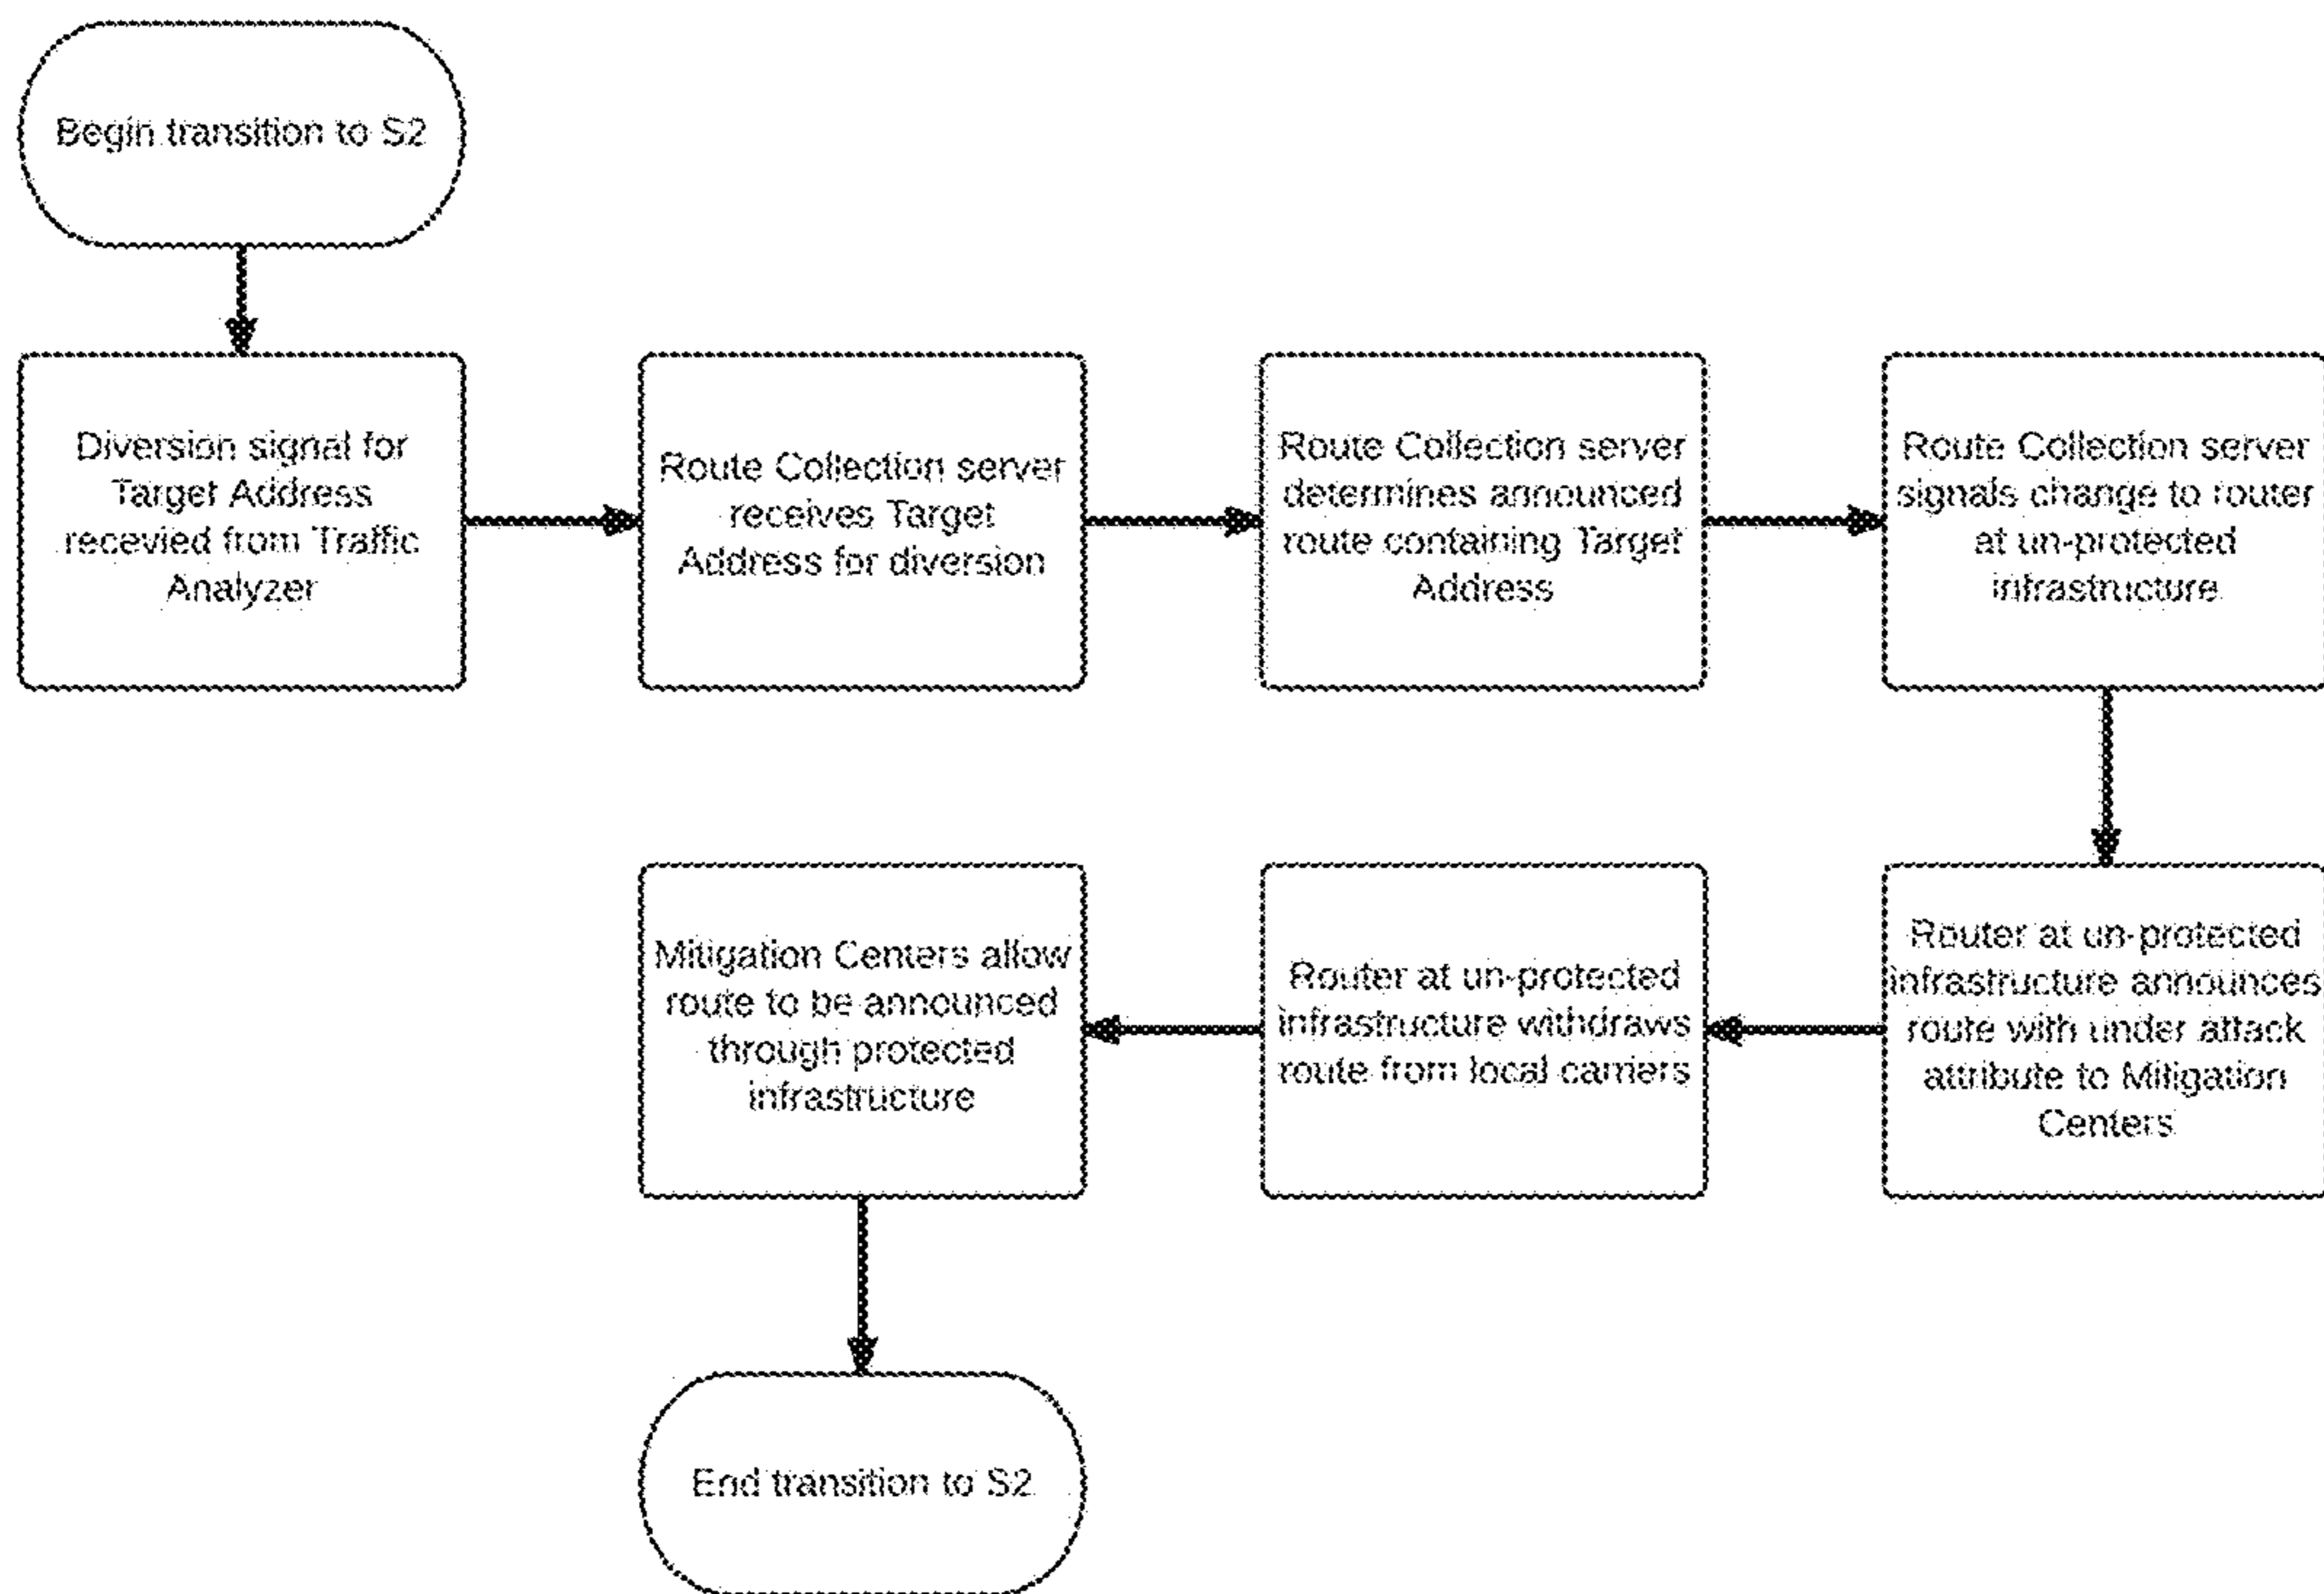 Begin transition to S2
Diversion signal for
Target Address
recevied from Traffic
Analyzer
Route Collection server
receives Target
Address for diversion
Route Collection server
determines announced
route containing Target
Address
Route Collection server
signals change to router
at un-protected
infrastructure
Router at un-protected
infrastructure announces
route with under attack
attribute to Mitigation
Centers
Router at un-protected
infrastructure withdraws
route from local carriers
Mitigation Centers allow
route to be announced
through protected
infrastructure
End transition to S2